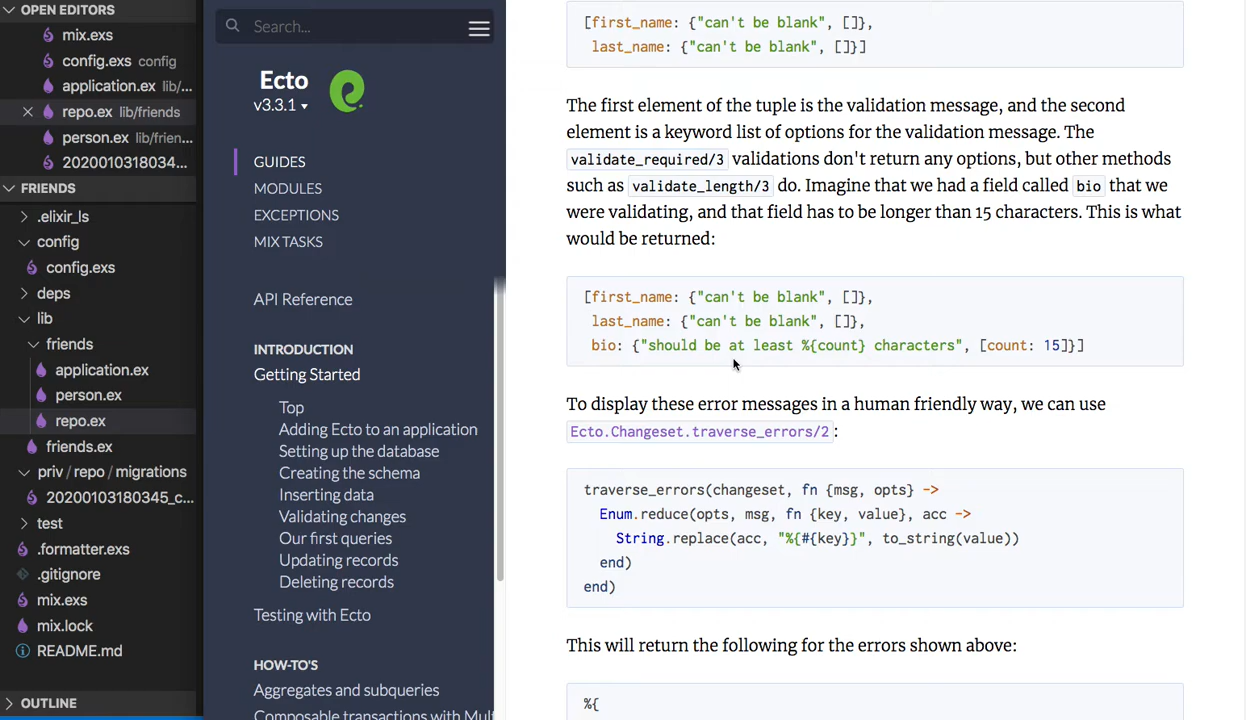 OPEN EDITORS
mix.exs
config.exs config
application.ex lib/...
repo.ex lib/friends
person.ex lib/frien...
2020010318034...
FRIENDS
.elixir_ls
config
config.exs
deps
lib
friends
application.ex
person.ex
repo.ex
friends.ex
priv / repo / migrations
20200103180345_c...
test
.formatter.exs
.gitignore
mix.exs
mix.lock
README.md
OUTLINE
Search...
Ecto
v3.3.1
GUIDES
MODULES
EXCEPTIONS
MIX TASKS
API Reference
INTRODUCTION
Getting Started
Top
Adding Ecto to an application
Setting up the database
Creating the schema
Inserting data
Validating changes
Our first queries
Updating records
Deleting records
Testing with Ecto
HOW-TO'S
Aggregates and subqueries
Composable transactions with Mult
[first_name: {"can't be blank", []},
last_name: {"can't be blank", []}]
The first element of the tuple is the validation message, and the second
element is a keyword list of options for the validation message. The
validate_required/3 validations don't return any options, but other methods
such as validate_length/3 do. Imagine that we had a field called bio that we
were validating, and that field has to be longer than 15 characters. This is what
would be returned:
[first_name: {"can't be blank", []},
last_name: {"can't be blank", []},
bio: {"should be at least %{count} characters", [count: 15]}]
To display these error messages in a human friendly way, we can use
Ecto.Changeset.traverse_errors/2:
traverse_errors(changeset, fn {msg, opts} ->
Enum.reduce(opts, msg, fn {key, value}, acc ->
String.replace(acc, "%{#{key}}", to_string(value))
end)
end)
This will return the following for the errors shown above:
%{